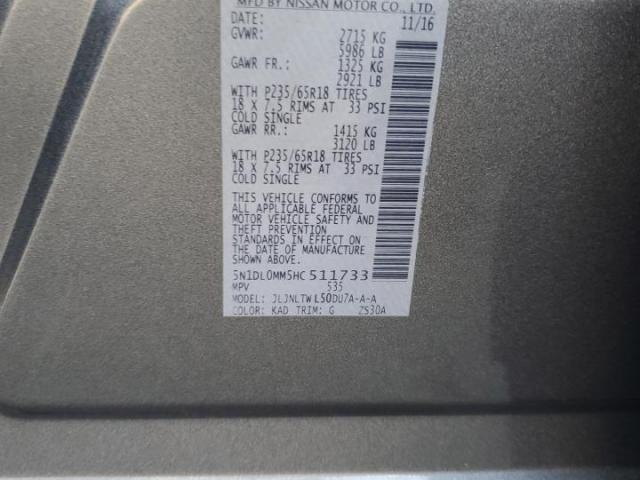 MFD BY NISSAN MOTOR CO., LTD.
DATE: 11/16
GVWR: 2715 KG
5986 LB
GAWR FR.: 1325 KG
2921 LB
WITH P235/65R18 TIRES
18 X 7.5 RIMS AT 33 PSI
COLD SINGLE
GAWR RR.: 1415 KG
3120 LB
WITH P235/65R18 TIRES
18 X 7.5 RIMS AT 33 PSI
COLD SINGLE
THIS VEHICLE CONFORMS TO
ALL APPLICABLE FEDERAL
MOTOR VEHICLE SAFETY AND
THEFT PREVENTION
STANDARDS IN EFFECT ON
THE DATE OF MANUFACTURE
SHOWN ABOVE.
5N1DL0MM5HC511733
MPV 535
MODEL: JLJNLTWL50DU7A-A-A
COLOR: KAD TRIM: G ZS30A